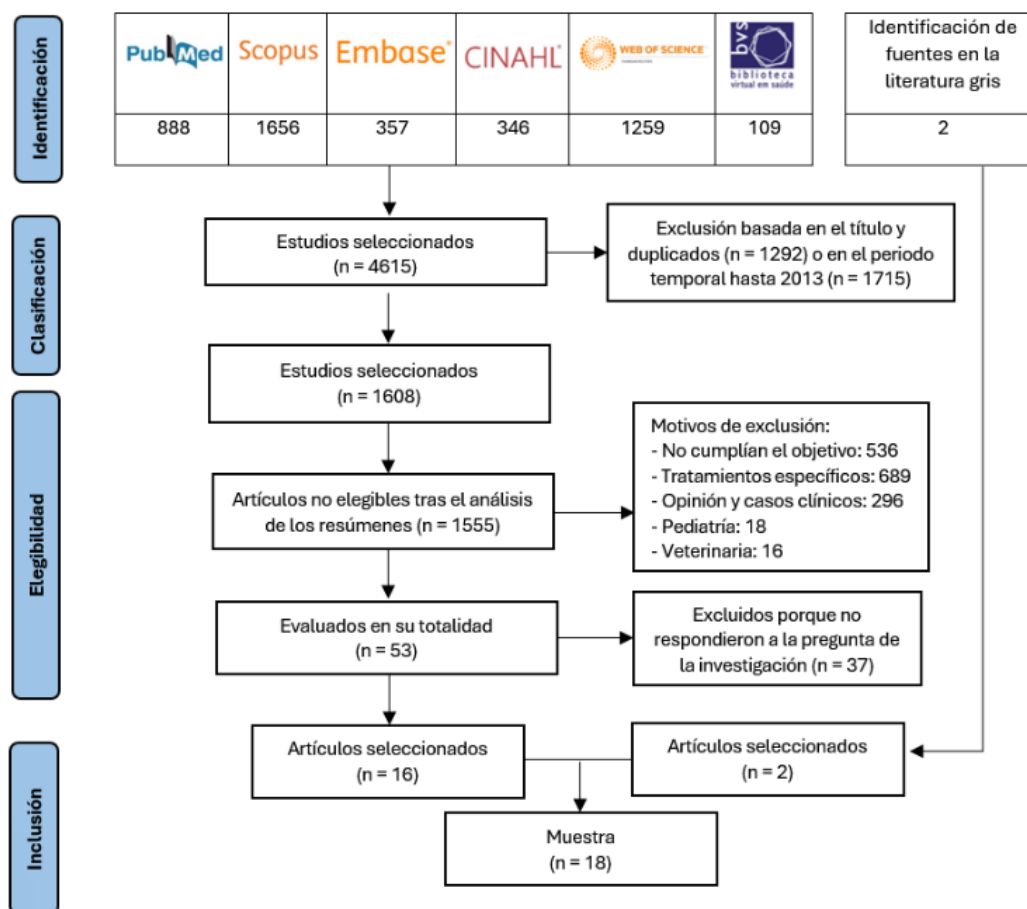 Identificación
PubMed
Scopus
Embase®
CINAHL®
WEB OF SCIENCE™
bvs
biblioteca
virtual em saúde
Identificación de
fuentes en la
literatura gris
888
1656
357
346
1259
109
2
Clasificación
Estudios seleccionados
(n = 4615)
Exclusión basada en el título y
duplicados (n = 1292) o en el periodo
temporal hasta 2013 (n = 1715)
Estudios seleccionados
(n = 1608)
Elegibilidad
Artículos no elegibles tras el análisis
de los resúmenes (n = 1555)
Motivos de exclusión:
- No cumplían el objetivo: 536
- Tratamientos específicos: 689
- Opinión y casos clínicos: 296
- Pediatría: 18
- Veterinaria: 16
Evaluados en su totalidad
(n = 53)
Excluidos porque no
respondieron a la pregunta de
la investigación (n = 37)
Inclusión
Artículos seleccionados
(n = 16)
Artículos seleccionados
(n = 2)
Muestra
(n = 18)